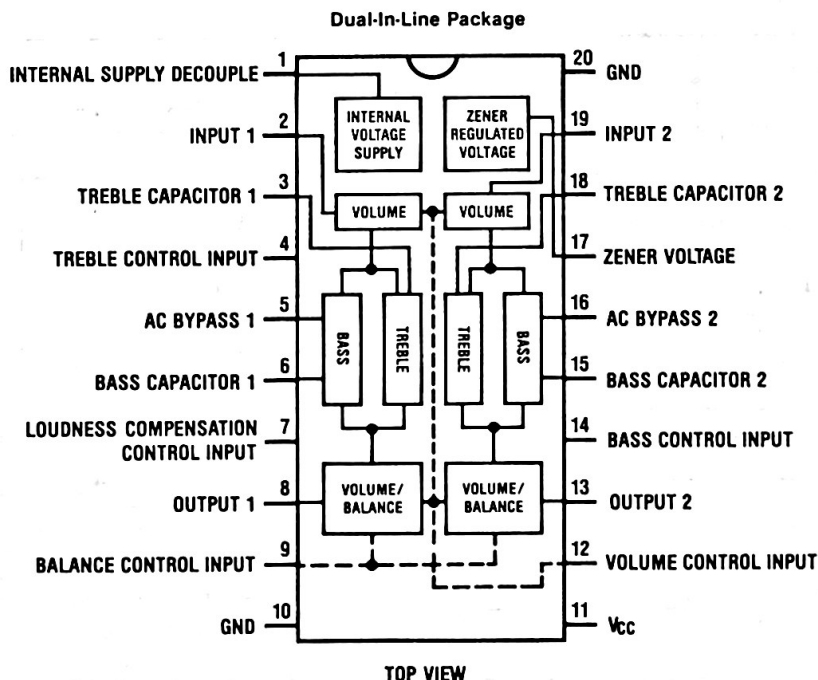 Dual-In-Line Package
INTERNAL SUPPLY DECOUPLE 1
20 GND
INTERNAL
VOLTAGE
SUPPLY
ZENER
REGULATED
VOLTAGE
INPUT 1 2
19 INPUT 2
TREBLE CAPACITOR 1 3
18 TREBLE CAPACITOR 2
VOLUME
VOLUME
TREBLE CONTROL INPUT 4
17 ZENER VOLTAGE
AC BYPASS 1 5
16 AC BYPASS 2
BASS
TREBLE
TREBLE
BASS
BASS CAPACITOR 1 6
15 BASS CAPACITOR 2
LOUDNESS COMPENSATION
CONTROL INPUT 7
14 BASS CONTROL INPUT
OUTPUT 1 8
VOLUME/
BALANCE
VOLUME/
BALANCE
13 OUTPUT 2
BALANCE CONTROL INPUT 9
12 VOLUME CONTROL INPUT
GND 10
11 VCC
TOP VIEW